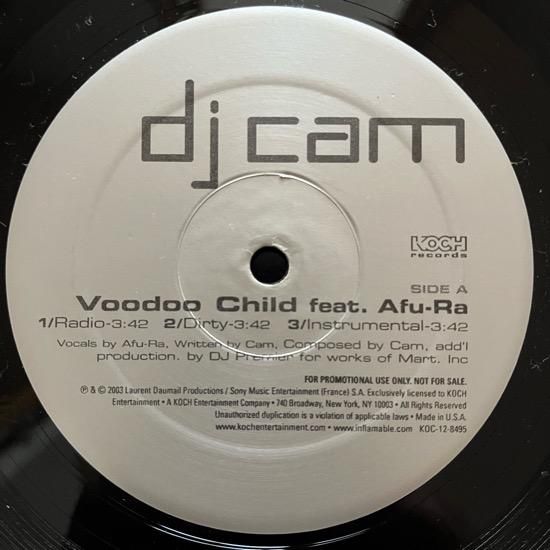 dj cam
KOCH
records
SIDE A
Voodoo Child feat. Afu-Ra
1/Radio-3:42 2/Dirty-3:42 3/Instrumental-3:42
Vocals by Afu-Ra, Written by Cam, Composed by Cam, add'l
production. by DJ Premier for works of Mart. Inc
FOR PROMOTIONAL USE ONLY. NOT FOR SALE.
℗ & © 2003 Laurent Daumail Productions / Sony Music Entertainment (France) S.A. Exclusively licensed to KOCH
Entertainment • A KOCH Entertainment Company • 740 Broadway, New York, NY 10003 • All Rights Reserved
Unauthorized duplication is a violation of applicable laws • Made in U.S.A.
www.kochentertainment.com • www.inflamable.com KOC-12-8495